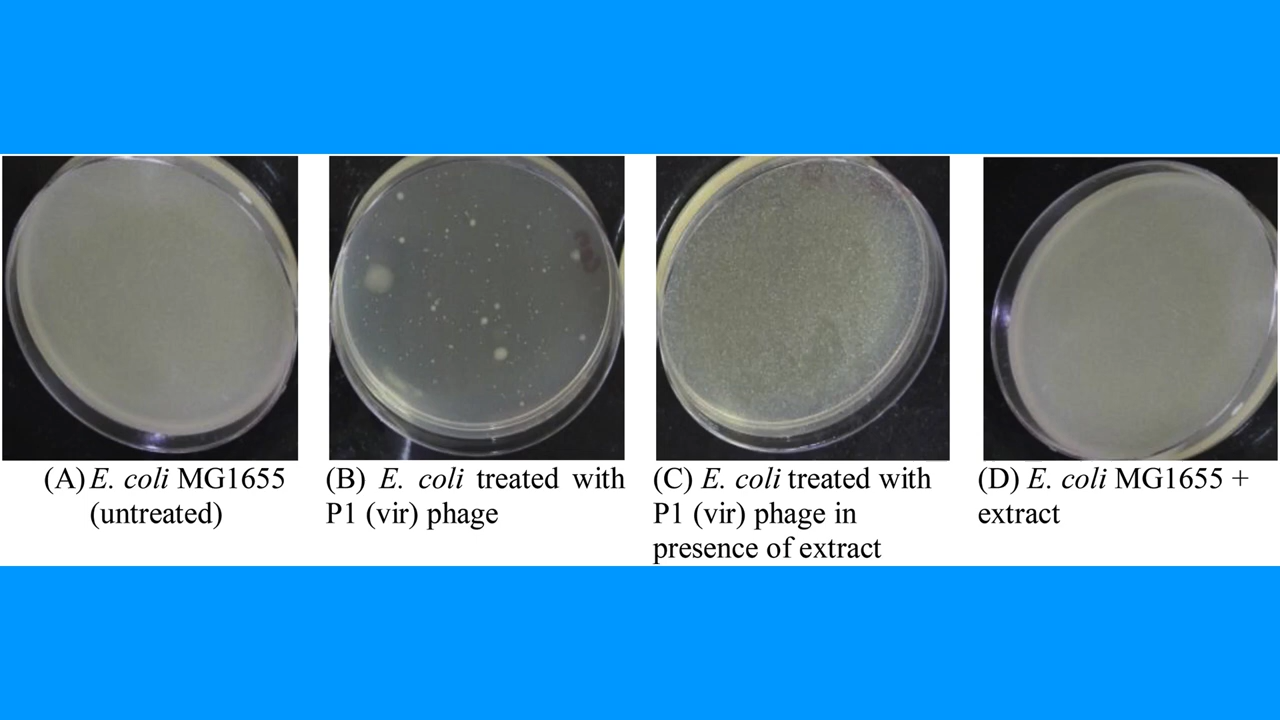 (A) E. coli MG1655
(untreated)
(B) E. coli treated with
P1 (vir) phage
(C) E. coli treated with
P1 (vir) phage in
presence of extract
(D) E. coli MG1655 +
extract